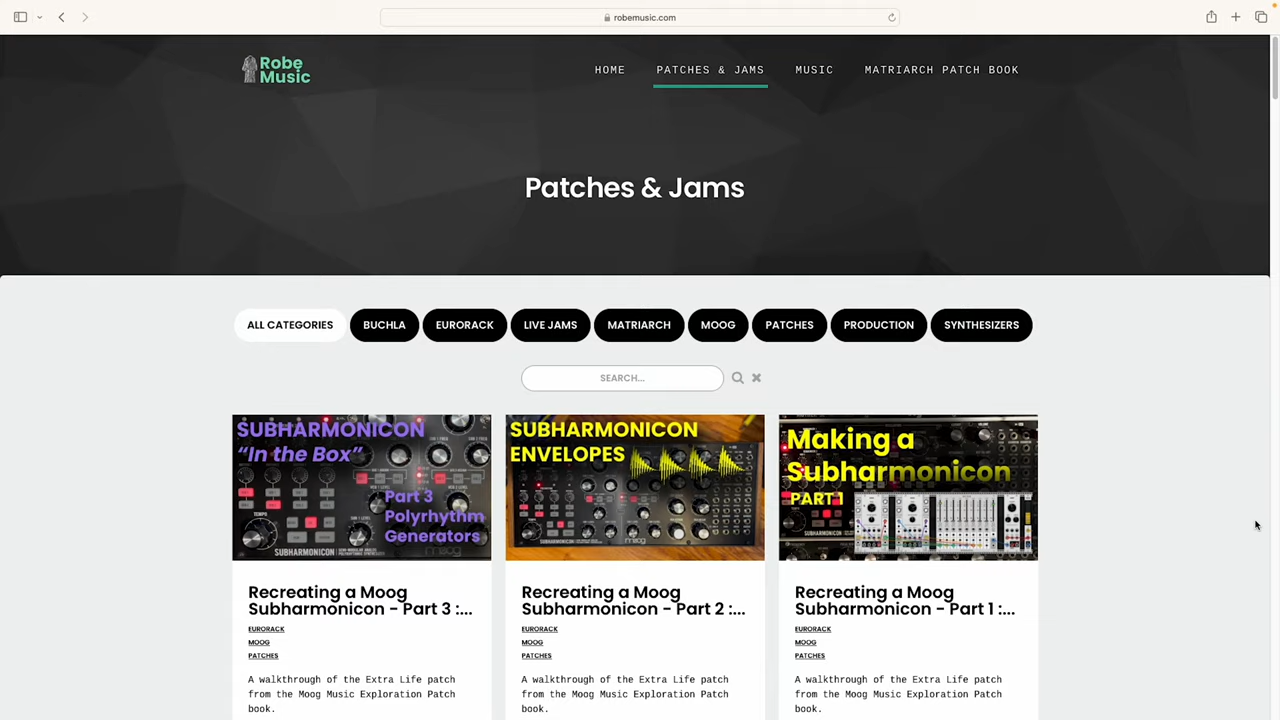 robemusic.com
Robe
Music
HOME
PATCHES & JAMS
MUSIC
MATRIARCH PATCH BOOK
Patches & Jams
ALL CATEGORIES
BUCHLA
EURORACK
LIVE JAMS
MATRIARCH
MOOG
PATCHES
PRODUCTION
SYNTHESIZERS
SEARCH...
SUBHARMONICON
“In the Box”
Part 3
Polyrhythm
Generators
SUBHARMONICON
SUBHARMONICON
ENVELOPES
SUBHARMONICON
Making a
Subharmonicon
PART 1
Recreating a Moog
Subharmonicon - Part 3 :...
EURORACK
MOOG
PATCHES
A walkthrough of the Extra Life patch
from the Moog Music Exploration Patch
book.
Recreating a Moog
Subharmonicon - Part 2 :...
EURORACK
MOOG
PATCHES
A walkthrough of the Extra Life patch
from the Moog Music Exploration Patch
book.
Recreating a Moog
Subharmonicon - Part 1 :...
EURORACK
MOOG
PATCHES
A walkthrough of the Extra Life patch
from the Moog Music Exploration Patch
book.